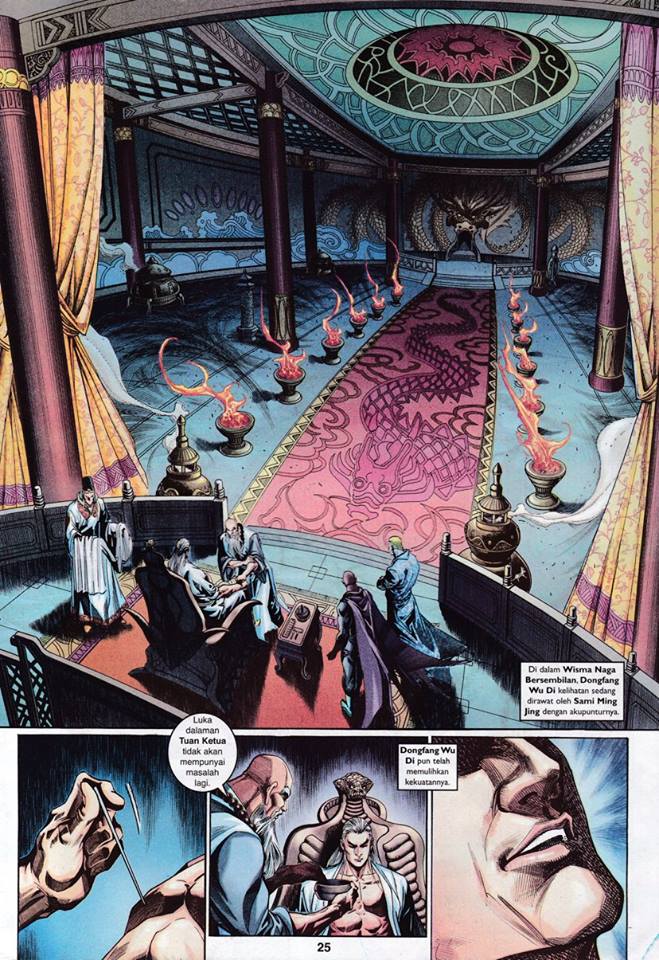 Di dalam Wisma Naga
Bersembilan, Dongfang
Wu Di kelihatan sedang
dirawat oleh Sami Ming
Jing dengan akupunturnya.
Luka
dalaman
Tuan Ketua
tidak akan
mempunyai
masalah
lagi.
Dongfang Wu
Di pun telah
memulihkan
kekuatannya.
25